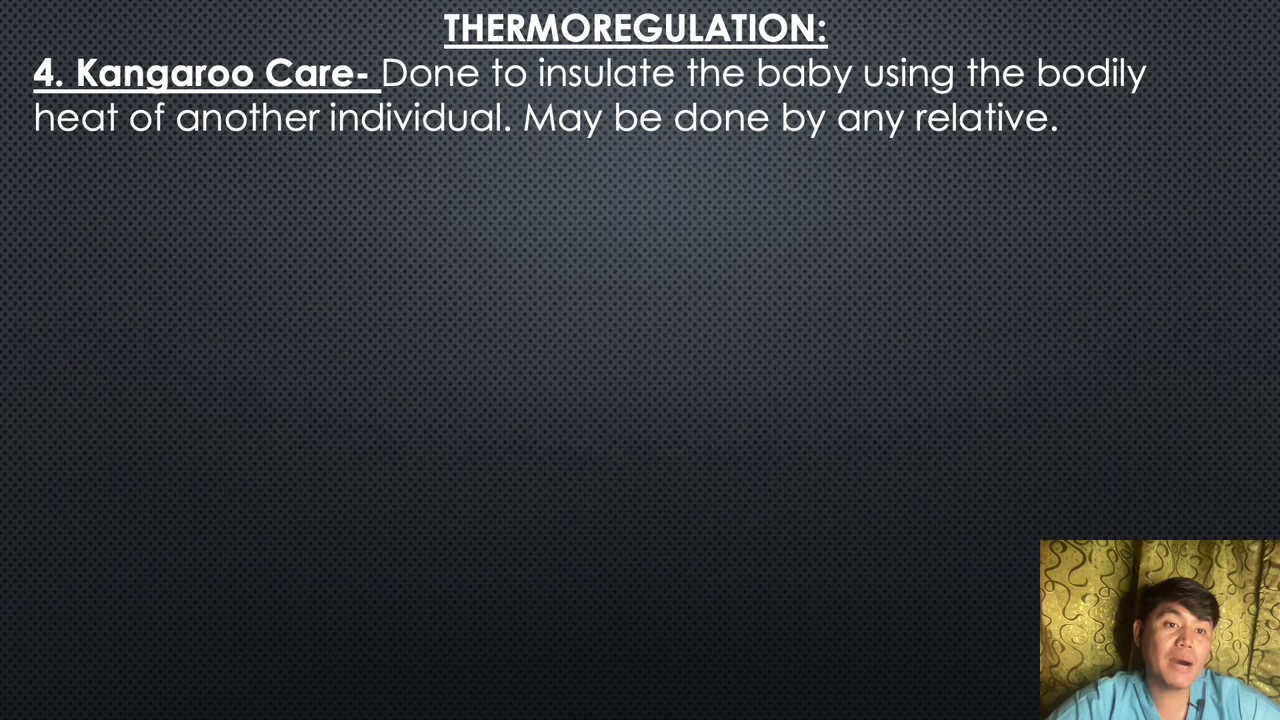 THERMOREGULATION:
4. Kangaroo Care- Done to insulate the baby using the bodily
heat of another individual. May be done by any relative.